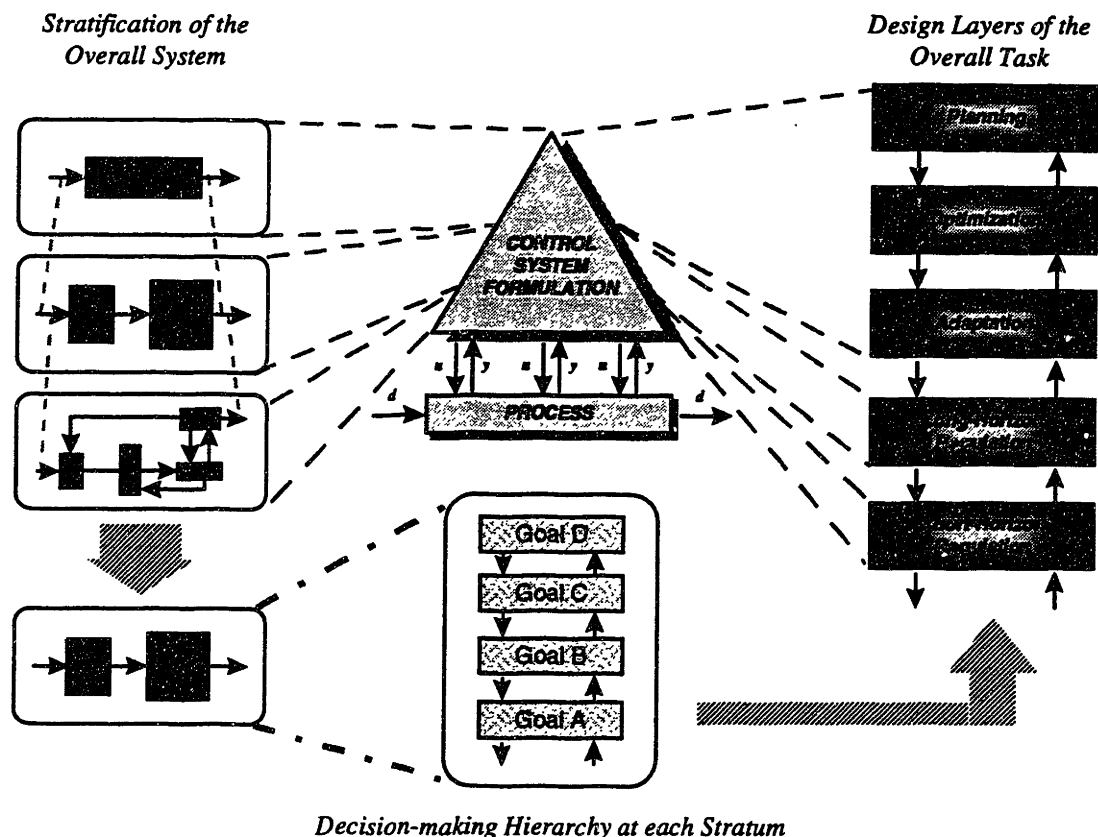 Stratification of the
Overall System
Design Layers of the
Overall Task
Planning
CONTROL
SYSTEM
FORMULATION
u y u y u y
d PROCESS d
Goal D
Goal C
Goal B
Goal A
Decision-making Hierarchy at each Stratum